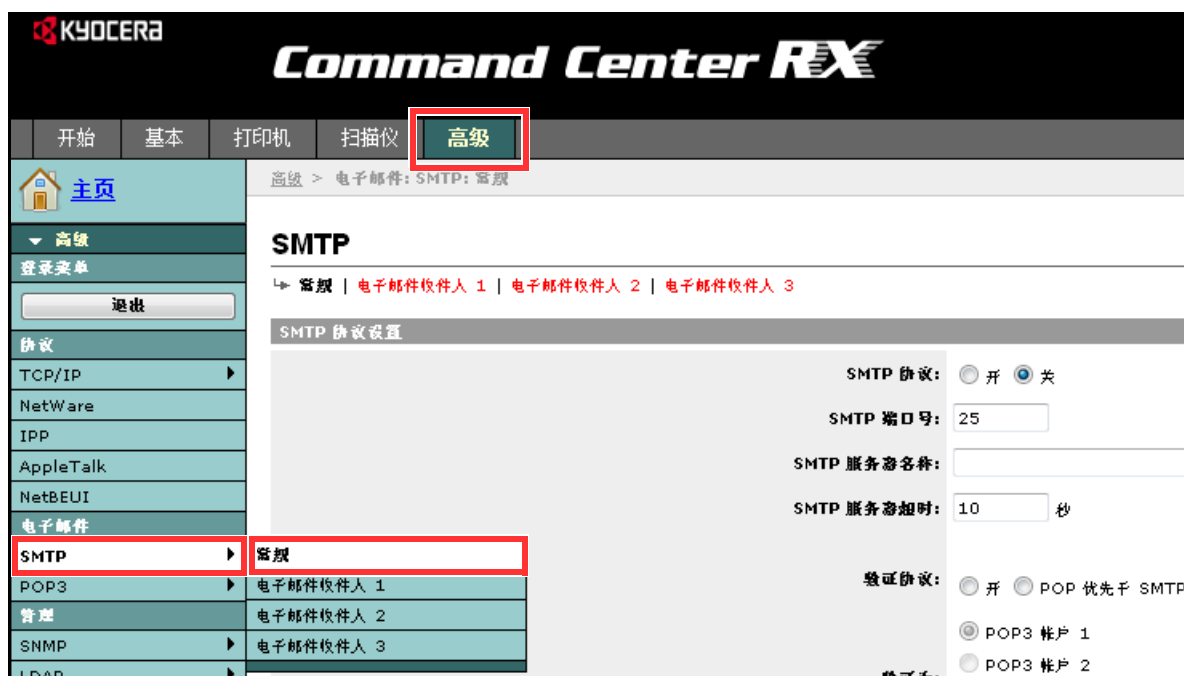 KYOCERA
Command Center RX
开始 基本 打印机 扫描仪 高级
主页
高级 > 电子邮件: SMTP: 常规
高级
登录菜单
退出
协议
TCP/IP
NetWare
IPP
AppleTalk
NetBEUI
电子邮件
SMTP
POP3
管理
SNMP
LDAP
常规
电子邮件收件人 1
电子邮件收件人 2
电子邮件收件人 3
SMTP
常规 | 电子邮件收件人 1 | 电子邮件收件人 2 | 电子邮件收件人 3
SMTP 协议设置
SMTP 协议: 开 关
SMTP 端口号: 25
SMTP 服务器名称:
SMTP 服务器超时: 10 秒
验证协议: 开 POP 优先于 SMTP
POP3 帐户 1
POP3 帐户 2